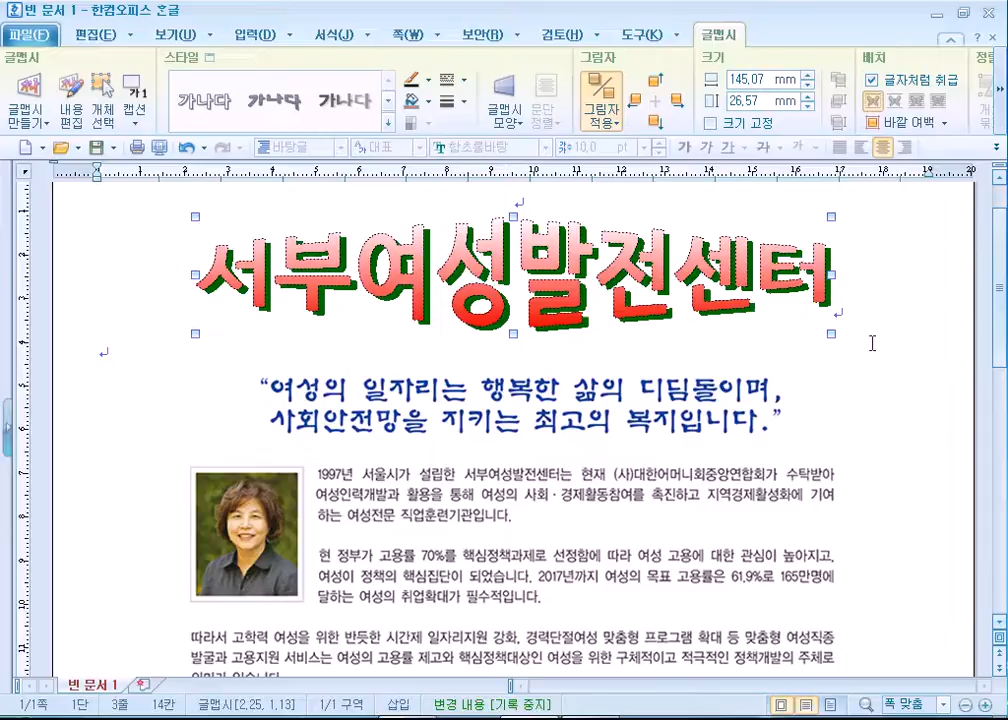 빈 문서 1 - 한컴오피스 한글
파일(F) 편집(E) 보기(U) 입력(D) 서식(J) 쪽(W) 보안(R) 검토(H) 도구(K) 글맵시
글맵시 스타일 그림자 크기 배치
글맵시 만들기 내용 편집 개체 선택 캡션 가나다 가나다 가나다 글맵시 모양 문단 정렬 그림자 적용
145,07 mm
26,57 mm
크기 고정
글자처럼 취급
바깥 여백
바탕글 대표 함초롬바탕 10,0 pt 가 가 가 가 가
서부여성발전센터
“여성의 일자리는 행복한 삶의 디딤돌이며,
사회안전망을 지키는 최고의 복지입니다.”
1997년 서울시가 설립한 서부여성발전센터는 현재 (사)대한어머니회중앙연합회가 수탁받아
여성인력개발과 활용을 통해 여성의 사회·경제활동참여를 촉진하고 지역경제활성화에 기여
하는 여성전문 직업훈련기관입니다.
현 정부가 고용률 70%를 핵심정책과제로 선정함에 따라 여성 고용에 대한 관심이 높아지고,
여성이 정책의 핵심집단이 되었습니다. 2017년까지 여성의 목표 고용률은 61,9%로 165만명에
달하는 여성의 취업확대가 필수적입니다.
따라서 고학력 여성을 위한 반듯한 시간제 일자리지원 강화, 경력단절여성 맞춤형 프로그램 확대 등 맞춤형 여성직종
발굴과 고용지원 서비스는 여성의 고용률 제고와 핵심정책대상인 여성을 위한 구체적이고 적극적인 정책개발의 주체로
빈 문서 1
1/1쪽 1단 3줄 14칸 글맵시[2,25, 1,13] 1/1 구역 삽입 변경 내용 [기록 중지] 폭 맞춤